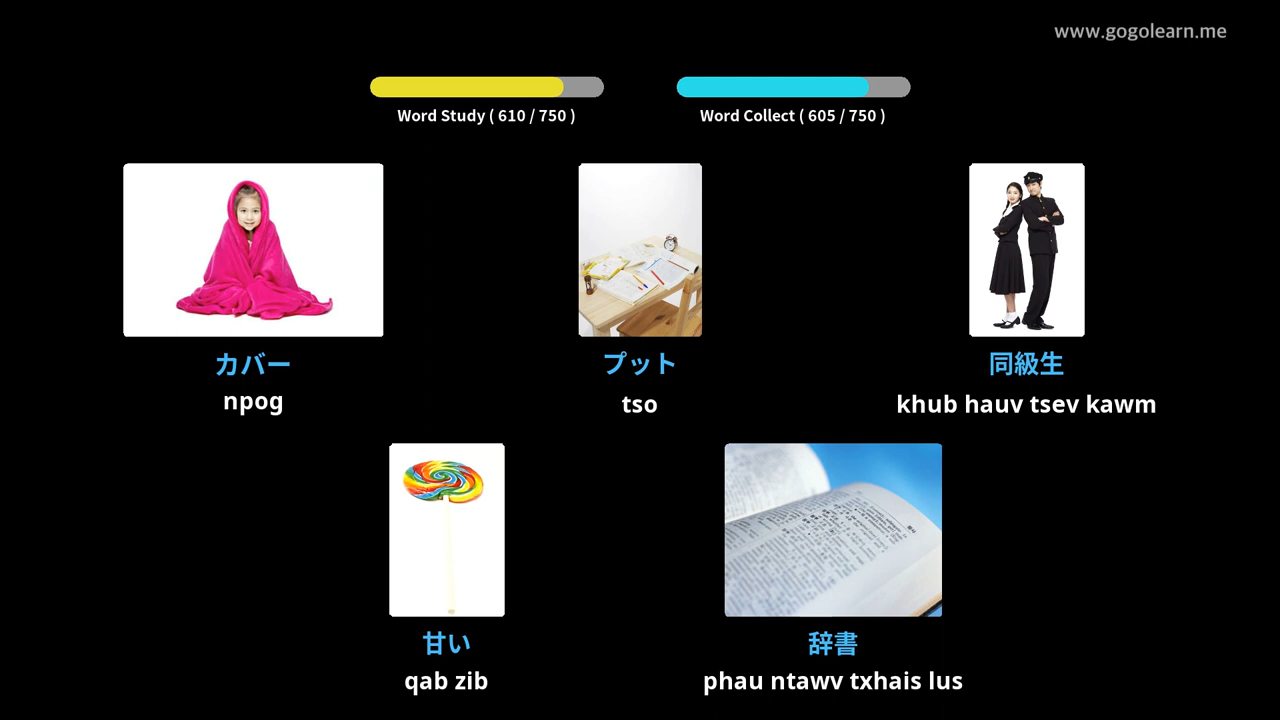 www.gogolearn.me
Word Study ( 610 / 750 )
Word Collect ( 605 / 750 )
カバー
npog
プット
tso
同級生
khub hauv tsev kawm
甘い
qab zib
辞書
phau ntawv txhais lus